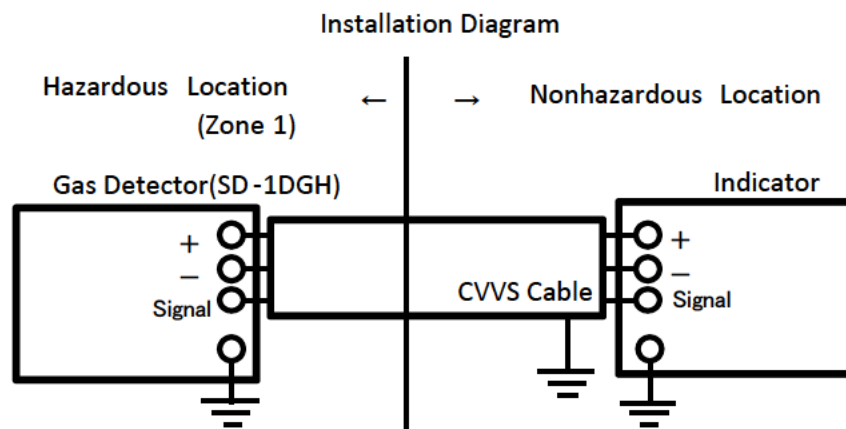 Installation Diagram
Hazardous Location
(Zone 1)
← →
Nonhazardous Location
Gas Detector(SD-1DGH)
Indicator
+
−
Signal
CVVS Cable
+
−
Signal